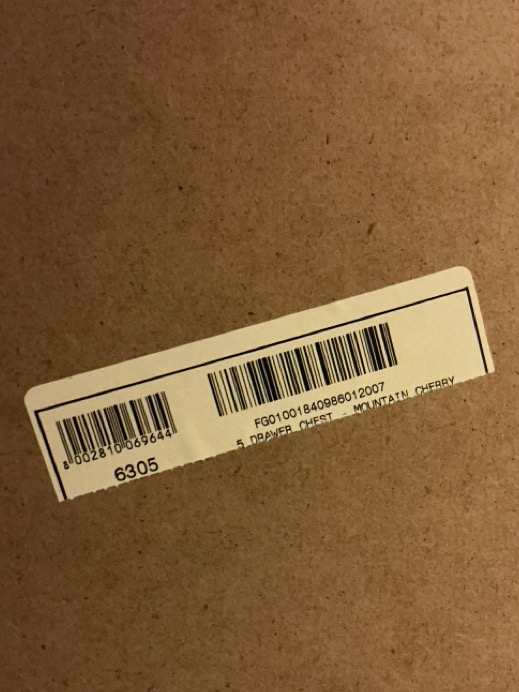 FG01001840986012007
5 DRAWER CHEST - MOUNTAIN CHERRY
8 002810 069644
6305